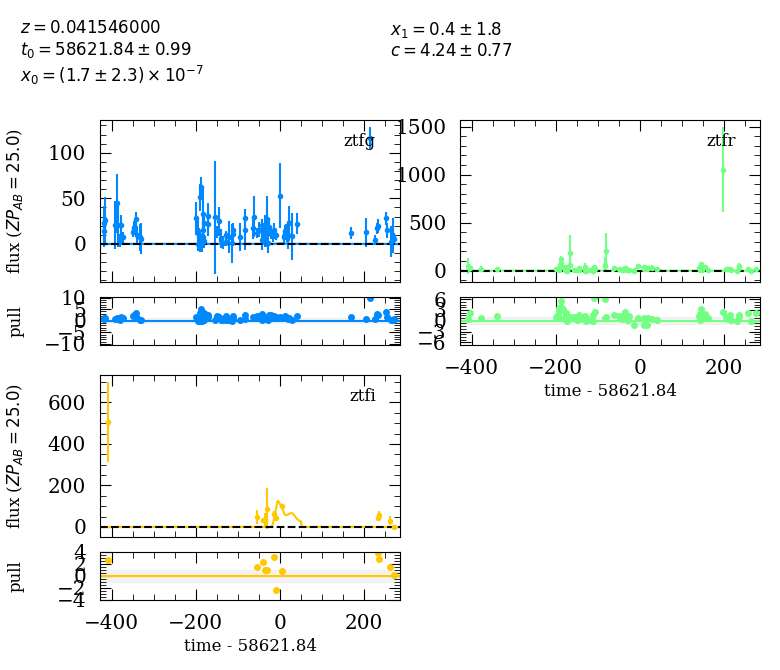 z = 0.041546000
t0 = 58621.84 ± 0.99
x0 = (1.7 ± 2.3) × 10^−7
x1 = 0.4 ± 1.8
c = 4.24 ± 0.77
ztfg
flux (ZP_AB = 25.0)
100
50
0
pull
10
5
0
−5
−10
ztfr
1500
1000
500
0
6
3
0
−3
−6
−400 −200 0 200
time - 58621.84
ztfi
flux (ZP_AB = 25.0)
600
400
200
0
pull
4
2
0
−2
−4
−400 −200 0 200
time - 58621.84